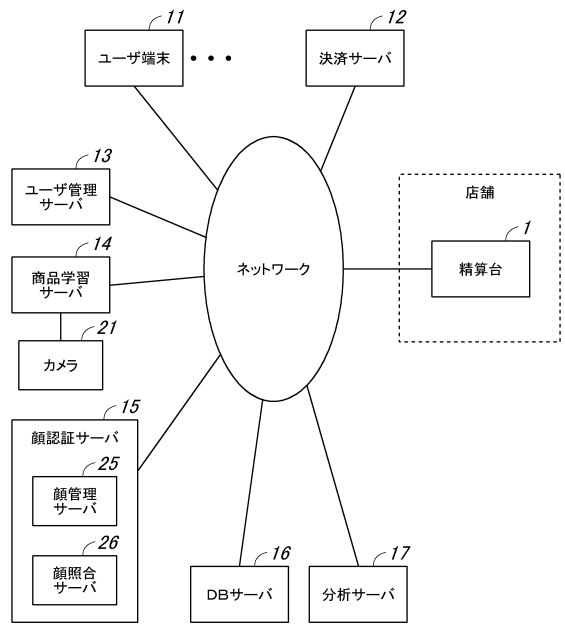 11
ユーザ端末
・・・
12
決済サーバ
13
ユーザ管理
サーバ
14
商品学習
サーバ
21
カメラ
ネットワーク
店舗
1
精算台
15
顔認証サーバ
25
顔管理
サーバ
26
顔照合
サーバ
16
DBサーバ
17
分析サーバ